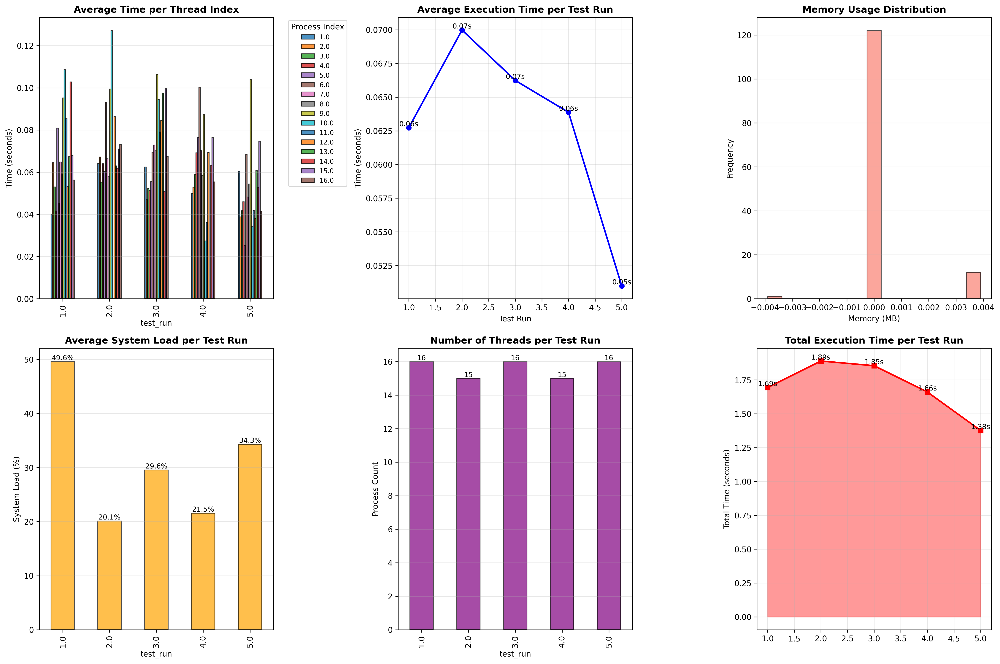 Average Time per Thread Index
Time (seconds)
0.12
0.10
0.08
0.06
0.04
0.02
0.00
1.0
2.0
3.0
4.0
5.0
test_run
Process Index
1.0
2.0
3.0
4.0
5.0
6.0
7.0
8.0
9.0
10.0
11.0
12.0
13.0
14.0
15.0
16.0
Average Execution Time per Test Run
Time (seconds)
0.0700
0.0675
0.0650
0.0625
0.0600
0.0575
0.0550
0.0525
0.06s
0.07s
0.07s
0.06s
0.05s
1.0 1.5 2.0 2.5 3.0 3.5 4.0 4.5 5.0
Test Run
Memory Usage Distribution
Frequency
120
100
80
60
40
20
0
−0.004 −0.003 −0.002 −0.001 0.000 0.001 0.002 0.003 0.004
Memory (MB)
Average System Load per Test Run
System Load (%)
50
40
30
20
10
0
49.6%
20.1%
29.6%
21.5%
34.3%
1.0
2.0
3.0
4.0
5.0
test_run
Number of Threads per Test Run
Process Count
16
14
12
10
8
6
4
2
0
16
15
16
15
16
1.0
2.0
3.0
4.0
5.0
test_run
Total Execution Time per Test Run
Total Time (seconds)
1.75
1.50
1.25
1.00
0.75
0.50
0.25
0.00
1.69s
1.89s
1.85s
1.66s
1.38s
1.0 1.5 2.0 2.5 3.0 3.5 4.0 4.5 5.0